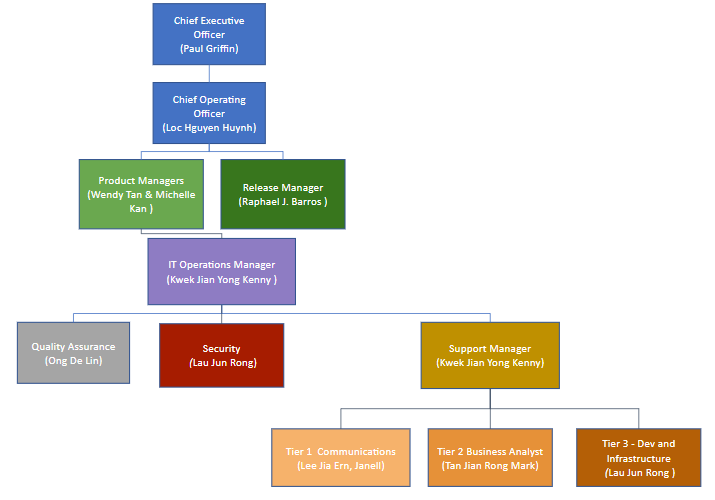 Chief Executive
Officer
(Paul Griffin)
Chief Operating
Officer
(Loc Hguyen Huynh)
Product Managers
(Wendy Tan & Michelle
Kan )
Release Manager
(Raphael J. Barros )
IT Operations Manager
(Kwek Jian Yong Kenny )
Quality Assurance
(Ong De Lin)
Security
(Lau Jun Rong)
Support Manager
(Kwek Jian Yong Kenny)
Tier 1 Communications
(Lee Jia Ern, Janell)
Tier 2 Business Analyst
(Tan Jian Rong Mark)
Tier 3 - Dev and
Infrastructure
(Lau Jun Rong )